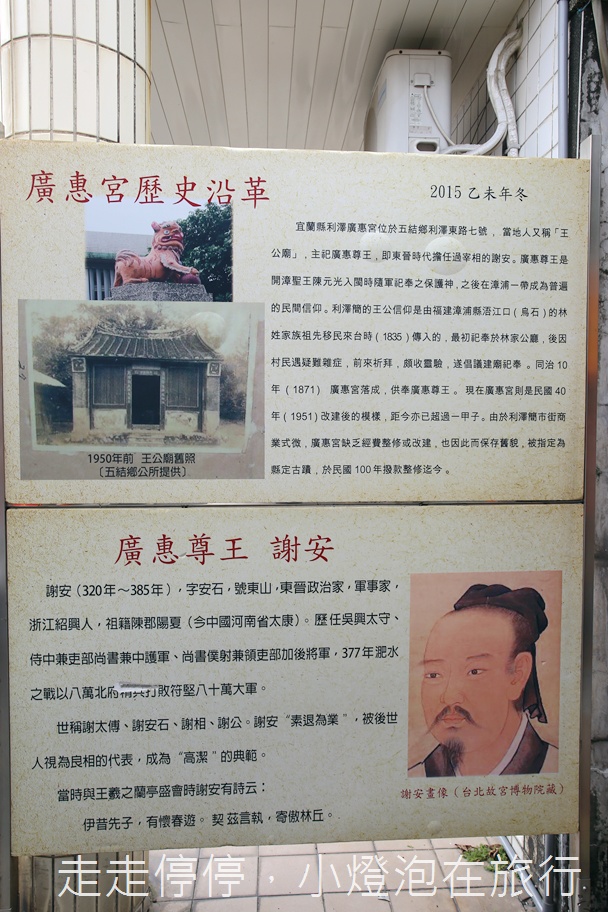 廣惠宮歷史沿革
2015 乙未年冬
宜蘭縣利澤廣惠宮位於五結鄉利澤東路七號， 當地人又稱「王
公廟」，主祀廣惠尊王，即東晉時代擔任過宰相的謝安。廣惠尊王是
開漳聖王陳元光入閩時隨軍祀奉之保護神，之後在漳浦一帶成為普遍
的民間信仰。利澤簡的王公信仰是由福建漳浦縣浯江口（烏石）的林
姓家族祖先移民來台時（1835）傳入的，最初祀奉於林家公廳，後因
村民遇疑難雜症，前來祈拜，頗收靈驗，遂倡議建廟祀奉 。同治 10
年（1871） 廣惠宮落成，供奉廣惠尊王 。 現在廣惠宮則是民國 40
年（1951）改建後的模樣，距今亦已超過一甲子。由於利澤簡市街商
業式微，廣惠宮缺乏經費整修或改建，也因此而保存舊貌，被指定為
縣定古蹟，於民國 100 年撥款整修迄今 。
1950年前 王公廟舊照
〔五結鄉公所提供〕
廣惠尊王 謝安
謝安（320年～385年），字安石，號東山，東晉政治家，軍事家，
浙江紹興人，祖籍陳郡陽夏（今中國河南省太康）。歷任吳興太守、
侍中兼吏部尚書兼中護軍、尚書僕射兼領吏部加後將軍，377年淝水
之戰以八萬北府精兵打敗符堅八十萬大軍。
世稱謝太傅、謝安石、謝相、謝公。謝安“素退為業”，被後世
人視為良相的代表，成為“高潔”的典範。
當時與王羲之蘭亭盛會時謝安有詩云：
伊昔先子，有懷春遊。 契茲言執，寄傲林丘。
謝安畫像（台北故宮博物院藏）
走走停停，小燈泡在旅行